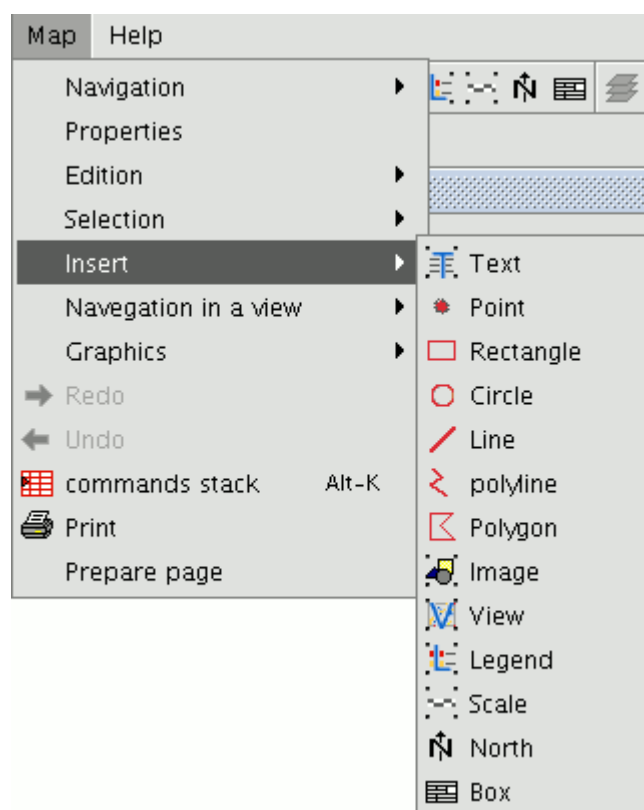 Map Help
Navigation
Properties
Edition
Selection
Insert
Navegation in a view
Graphics
Redo
Undo
commands stack Alt-K
Print
Prepare page
Text
Point
Rectangle
Circle
Line
polyline
Polygon
Image
View
Legend
Scale
North
Box